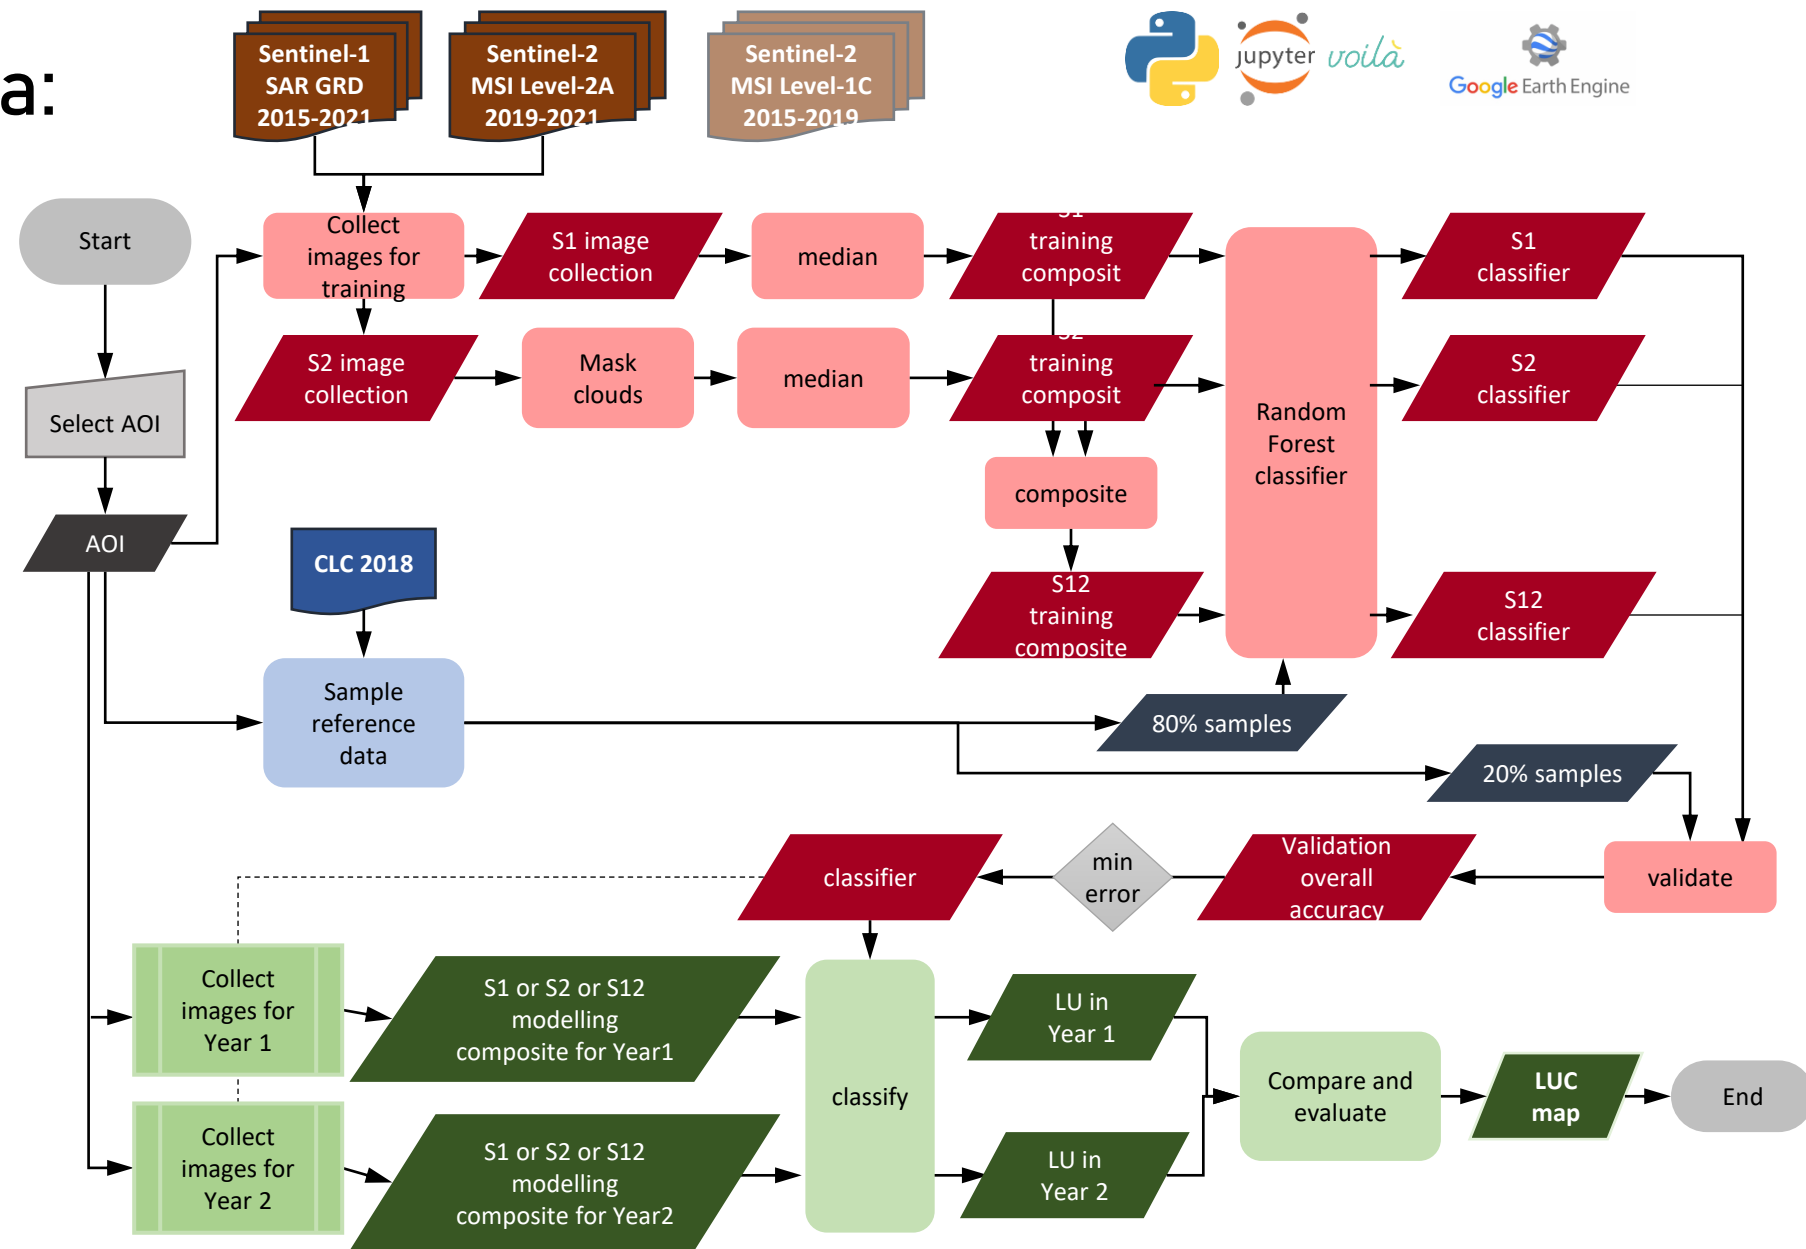 a:
Sentinel-1
SAR GRD
2015-2021
Sentinel-2
MSI Level-2A
2019-2021
Sentinel-2
MSI Level-1C
2015-2019
jupyter
voilà
Google Earth Engine
Start
Select AOI
AOI
Collect
images for
training
S1 image
collection
median
S1
training
composit
S1
classifier
S2 image
collection
Mask
clouds
median
S2
training
composit
S2
classifier
Random
Forest
classifier
composite
S12
training
composite
S12
classifier
CLC 2018
Sample
reference
data
80% samples
20% samples
validate
Validation
overall
accuracy
min
error
classifier
Collect
images for
Year 1
S1 or S2 or S12
modelling
composite for Year1
classify
LU in
Year 1
Collect
images for
Year 2
S1 or S2 or S12
modelling
composite for Year2
LU in
Year 2
Compare and
evaluate
LUC
map
End